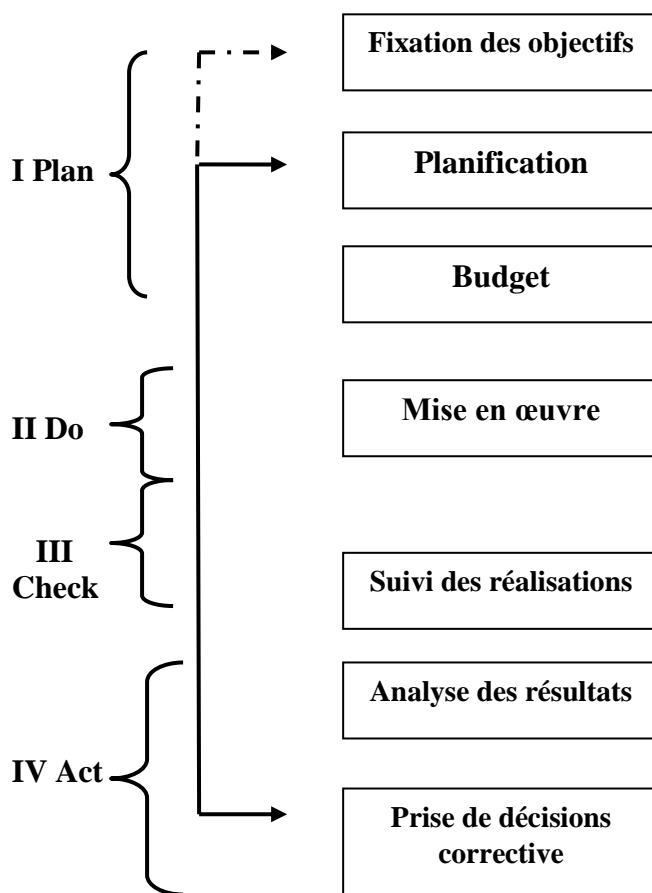 Fixation des objectifs
I Plan
Planification
Budget
II Do
Mise en œuvre
III
Check
Suivi des réalisations
Analyse des résultats
IV Act
Prise de décisions
corrective